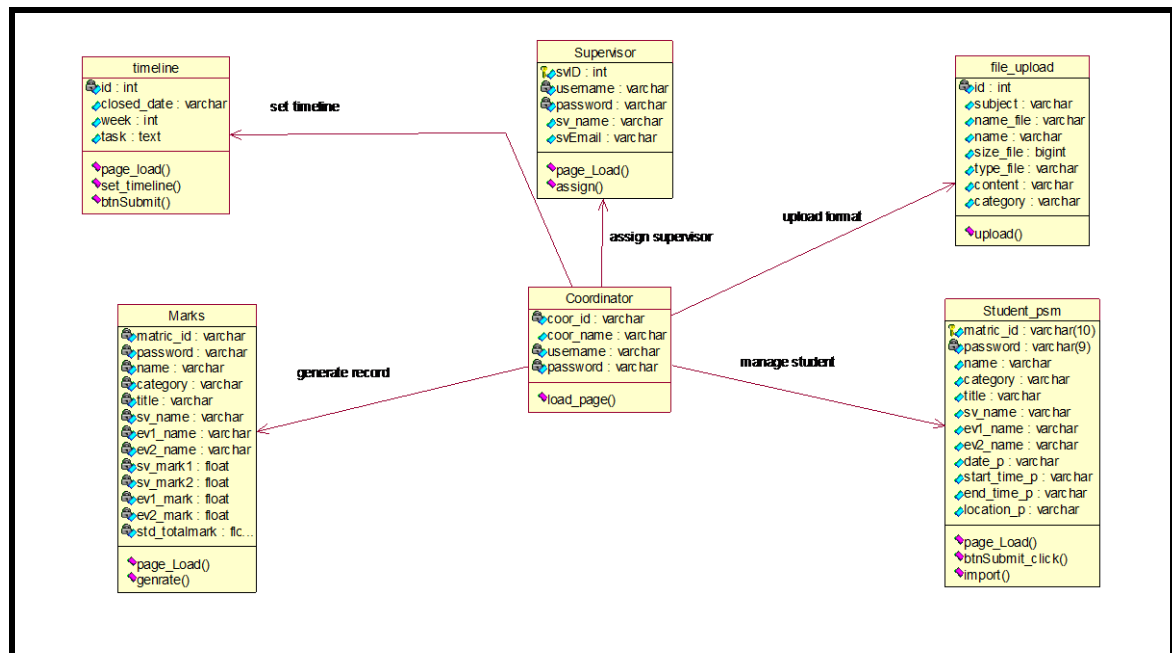 timeline
id : int
closed_date : varchar
week : int
task : text
page_load()
set_timeline()
btnSubmit()
set timeline
Supervisor
svID : int
username : varchar
password : varchar
sv_name : varchar
svEmail : varchar
page_Load()
assign()
assign supervisor
file_upload
id : int
subject : varchar
name_file : varchar
name : varchar
size_file : bigint
type_file : varchar
content : varchar
category : varchar
upload()
upload format
Marks
matric_id : varchar
password : varchar
name : varchar
category : varchar
title : varchar
sv_name : varchar
ev1_name : varchar
ev2_name : varchar
sv_mark1 : float
sv_mark2 : float
ev1_mark : float
ev2_mark : float
std_totalmark : flo...
page_Load()
genrate()
generate record
Coordinator
coor_id : varchar
coor_name : varchar
username : varchar
password : varchar
load_page()
manage student
Student_psm
matric_id : varchar(10)
password : varchar(9)
name : varchar
category : varchar
title : varchar
sv_name : varchar
ev1_name : varchar
ev2_name : varchar
date_p : varchar
start_time_p : varchar
end_time_p : varchar
location_p : varchar
page_Load()
btnSubmit_click()
import()